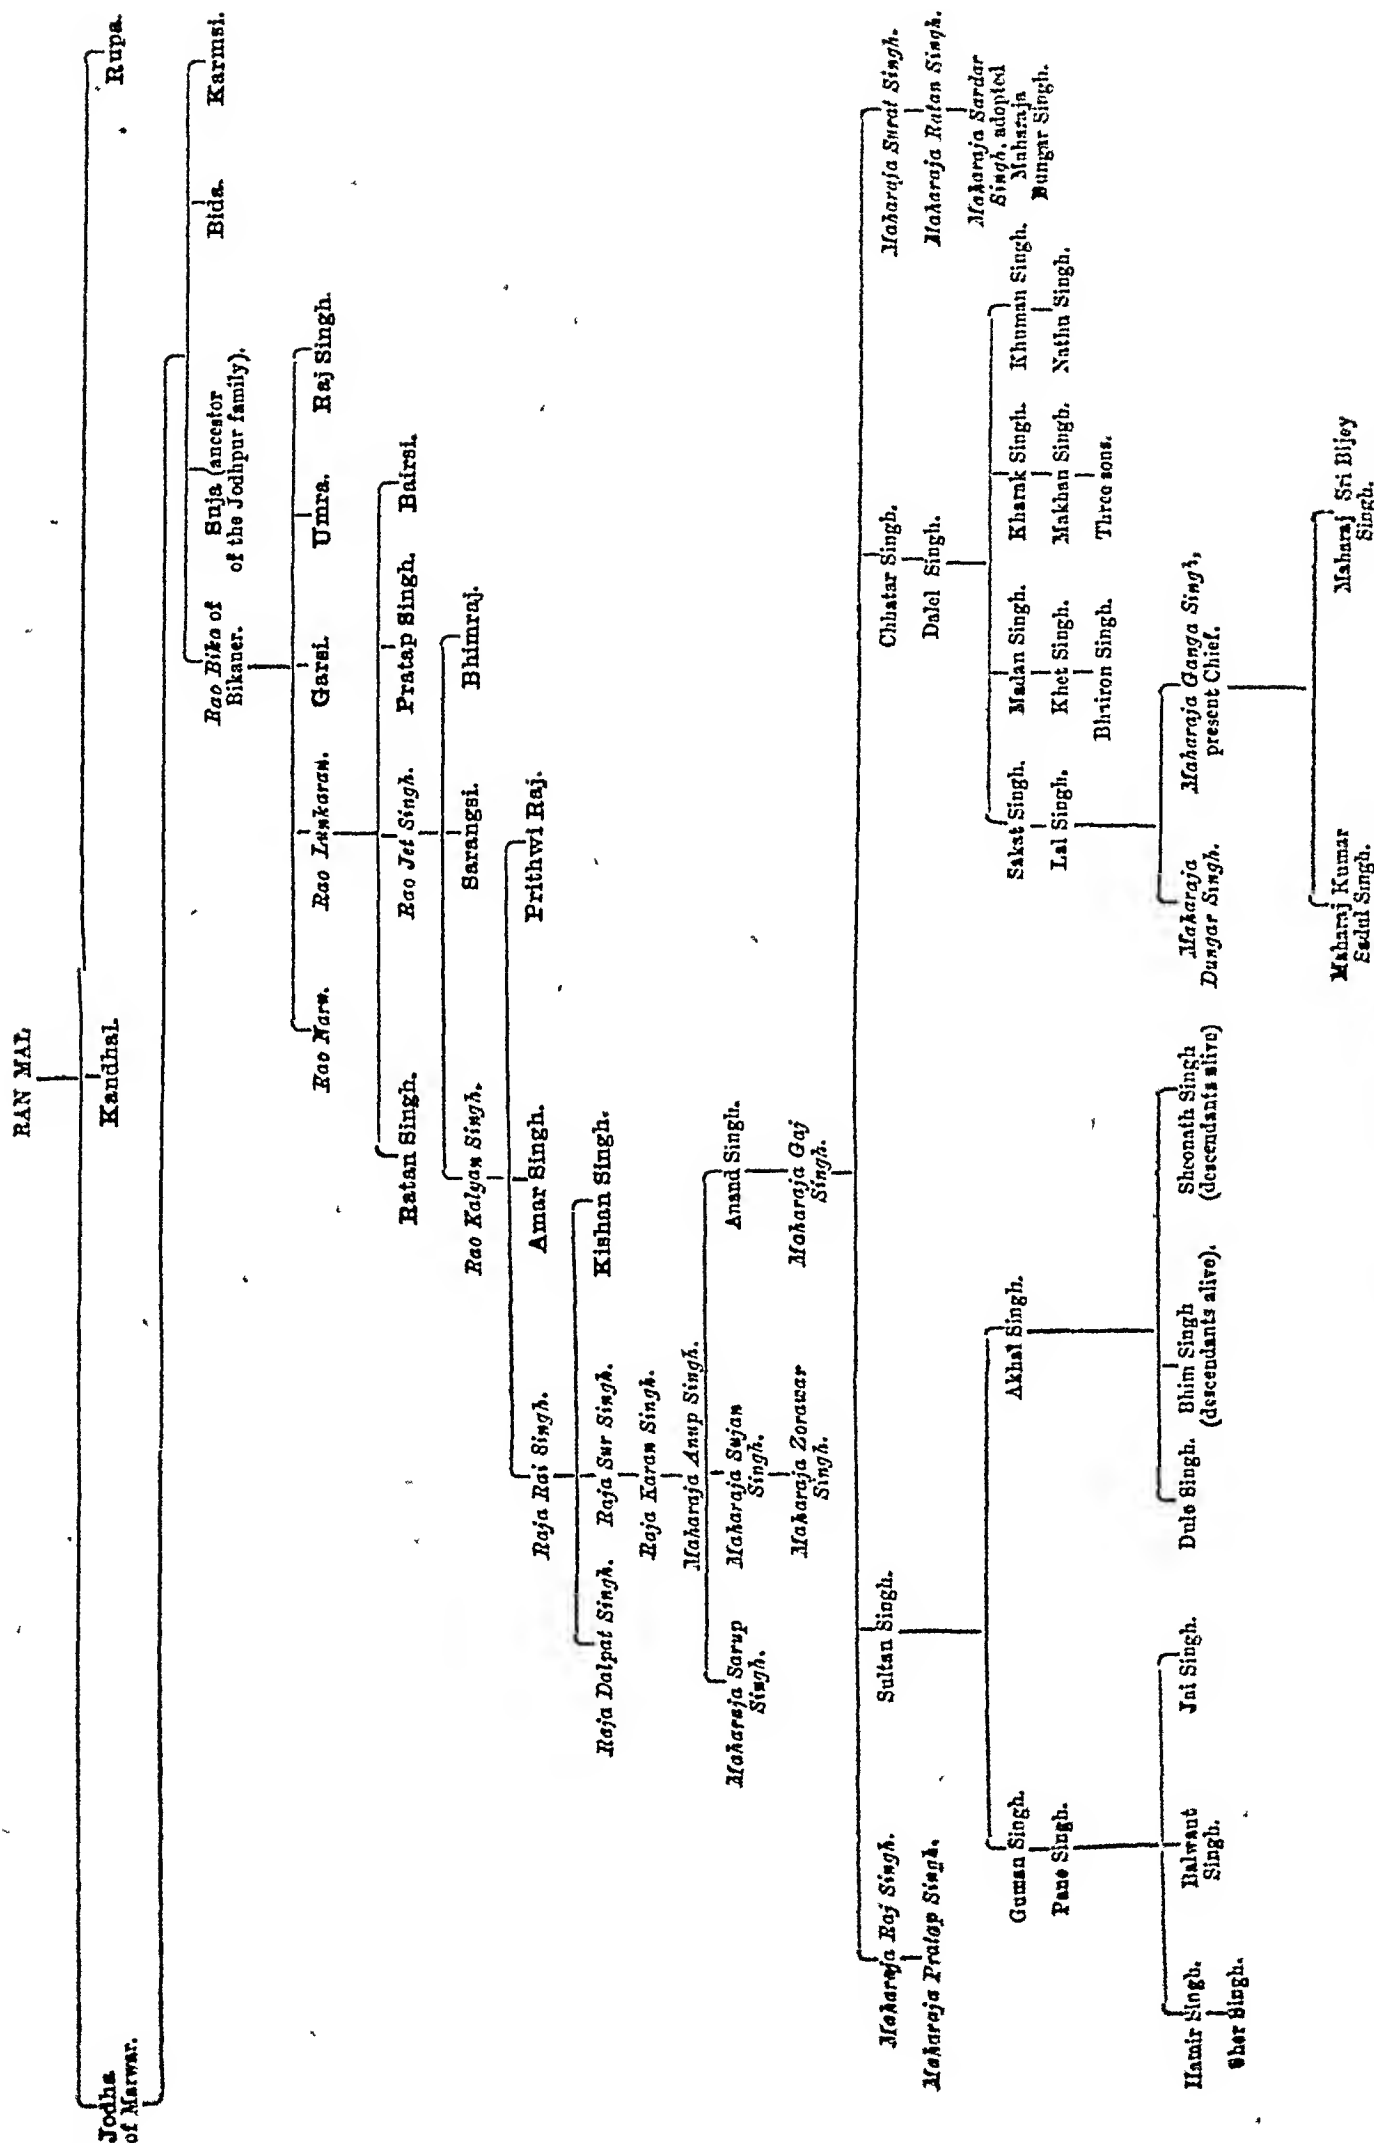 RAN MAL
Jodha
of Marwar.
Kandhal.
Rupa.
Rao Bika of
Bikaner.
Suja (ancestor
of the Jodhpur family).
Bida.
Karmsi.
Rao Naru.
Rao Lunkaran.
Garsi.
Umra.
Raj Singh.
Ratan Singh.
Rao Jet Singh.
Pratap Singh.
Bairsi.
Rao Kalyan Singh.
Sarangsi.
Bhimraj.
Raja Rai Singh.
Amar Singh.
Prithwi Raj.
Raja Dalpat Singh.
Raja Sur Singh.
Kishan Singh.
Raja Karan Singh.
Maharaja Anup Singh.
Maharaja Sarup
Singh.
Maharaja Sujan
Singh.
Anand Singh.
Maharaja Zorawar
Singh.
Maharaja Gaj
Singh.
Maharaja Raj Singh.
Sultan Singh.
Chhatar Singh.
Maharaja Surat Singh.
Maharaja Pratap Singh.
Dalel Singh.
Maharaja Ratan Singh.
Maharaja Sardar
Singh, adopted
Maharaja
Dungar Singh.
Guman Singh.
Akhai Singh.
Sakat Singh.
Madan Singh.
Kharak Singh.
Khuman Singh.
Pane Singh.
Lal Singh.
Khet Singh.
Makhan Singh.
Nathu Singh.
Bhairon Singh.
Three sons.
Hamir Singh.
Balwant
Singh.
Jai Singh.
Dule Singh.
Bhim Singh
(descendants alive).
Sheonath Singh
(descendants alive)
Maharaja
Dungar Singh.
Maharaja Ganga Singh,
present Chief.
Sher Singh.
Maharaj Kumar
Sadul Singh.
Maharaj Sri Bijey
Singh.